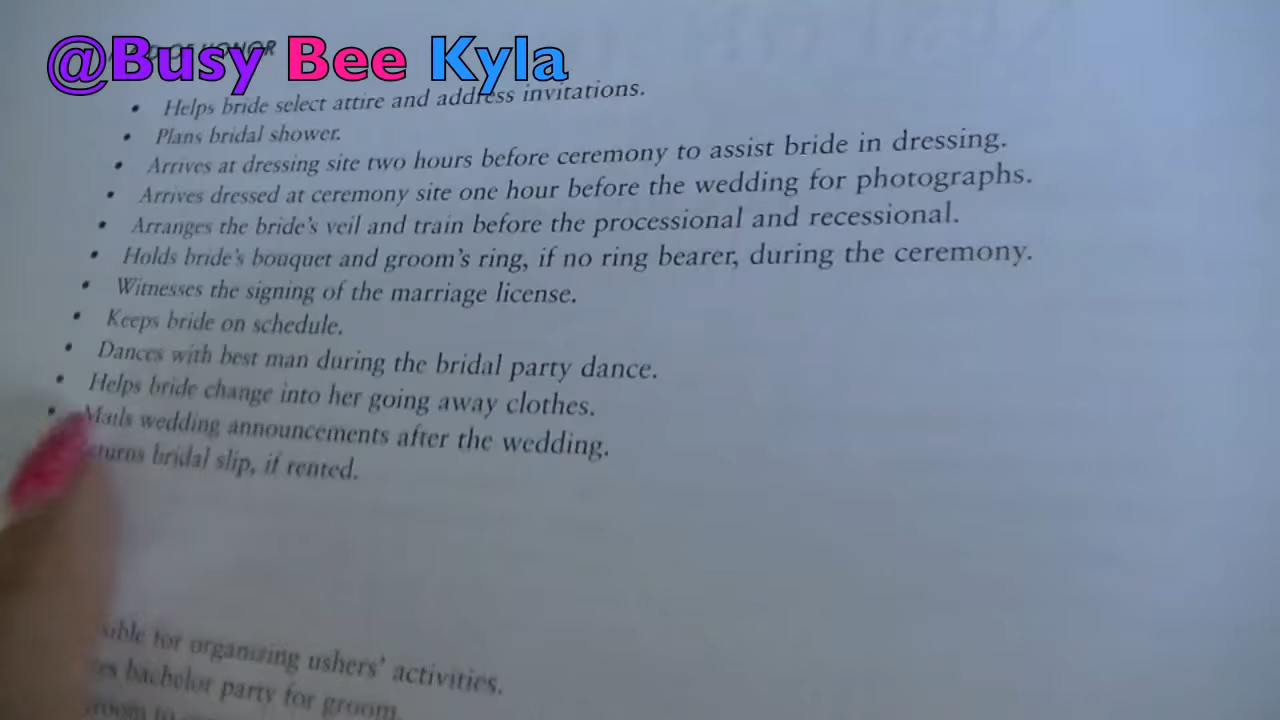 @Busy Bee Kyla
OF HONOR
• Helps bride select attire and address invitations.
• Plans bridal shower.
• Arrives at dressing site two hours before ceremony to assist bride in dressing.
• Arrives dressed at ceremony site one hour before the wedding for photographs.
• Arranges the bride's veil and train before the processional and recessional.
• Holds bride's bouquet and groom's ring, if no ring bearer, during the ceremony.
• Witnesses the signing of the marriage license.
• Keeps bride on schedule.
• Dances with best man during the bridal party dance.
• Helps bride change into her going away clothes.
• Mails wedding announcements after the wedding.
bridal slip, if rented.
for organizing ushers' activities.
bachelor party for groom.